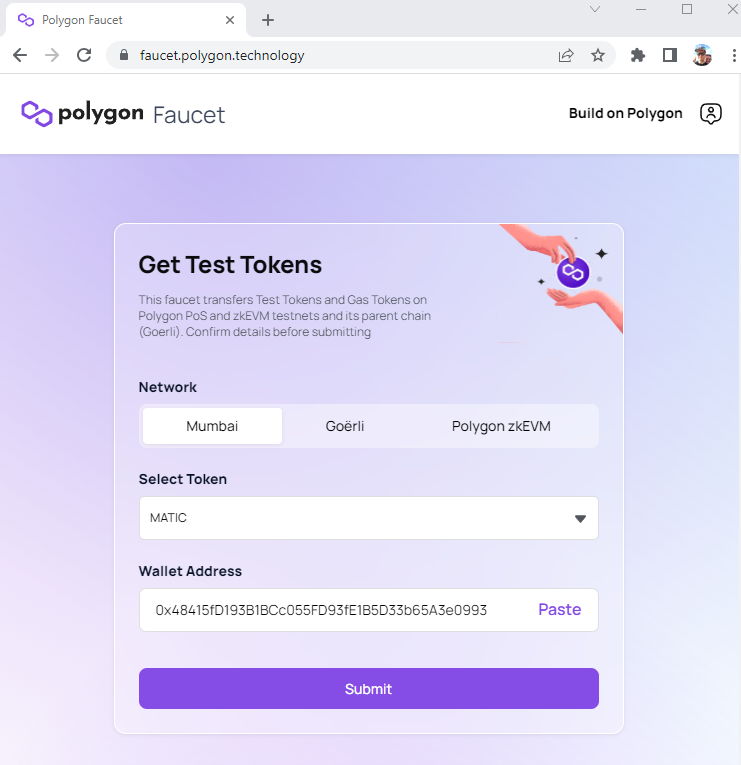 Polygon Faucet
faucet.polygon.technology
polygon Faucet
Build on Polygon
Get Test Tokens
This faucet transfers Test Tokens and Gas Tokens on
Polygon PoS and zkEVM testnets and its parent chain
(Goerli). Confirm details before submitting
Network
Mumbai Goërli Polygon zkEVM
Select Token
MATIC
Wallet Address
0x48415fD193B1BCc055FD93fE1B5D33b65A3e0993 Paste
Submit